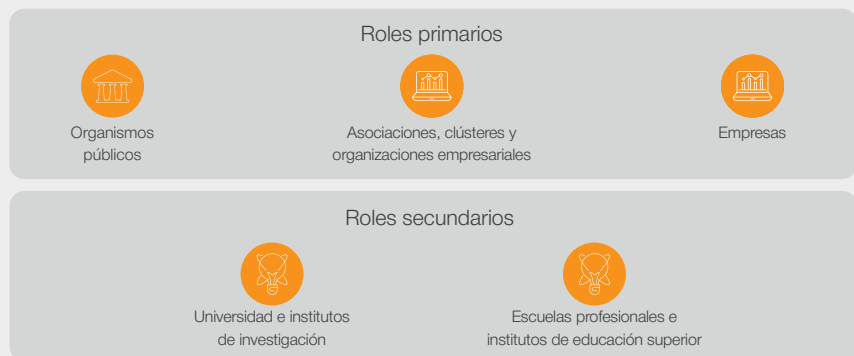 Roles primarios
Organismos
públicos
Asociaciones, clústeres y
organizaciones empresariales
Empresas
Roles secundarios
Universidad e institutos
de investigación
Escuelas profesionales e
institutos de educación superior